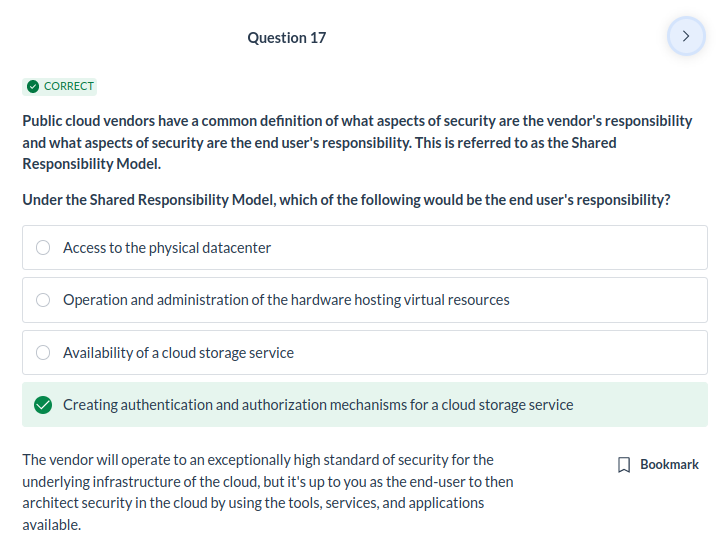 Question 17
CORRECT
Public cloud vendors have a common definition of what aspects of security are the vendor's responsibility
and what aspects of security are the end user's responsibility. This is referred to as the Shared
Responsibility Model.
Under the Shared Responsibility Model, which of the following would be the end user's responsibility?
Access to the physical datacenter
Operation and administration of the hardware hosting virtual resources
Availability of a cloud storage service
Creating authentication and authorization mechanisms for a cloud storage service
The vendor will operate to an exceptionally high standard of security for the
underlying infrastructure of the cloud, but it's up to you as the end-user to then
architect security in the cloud by using the tools, services, and applications
available.
Bookmark